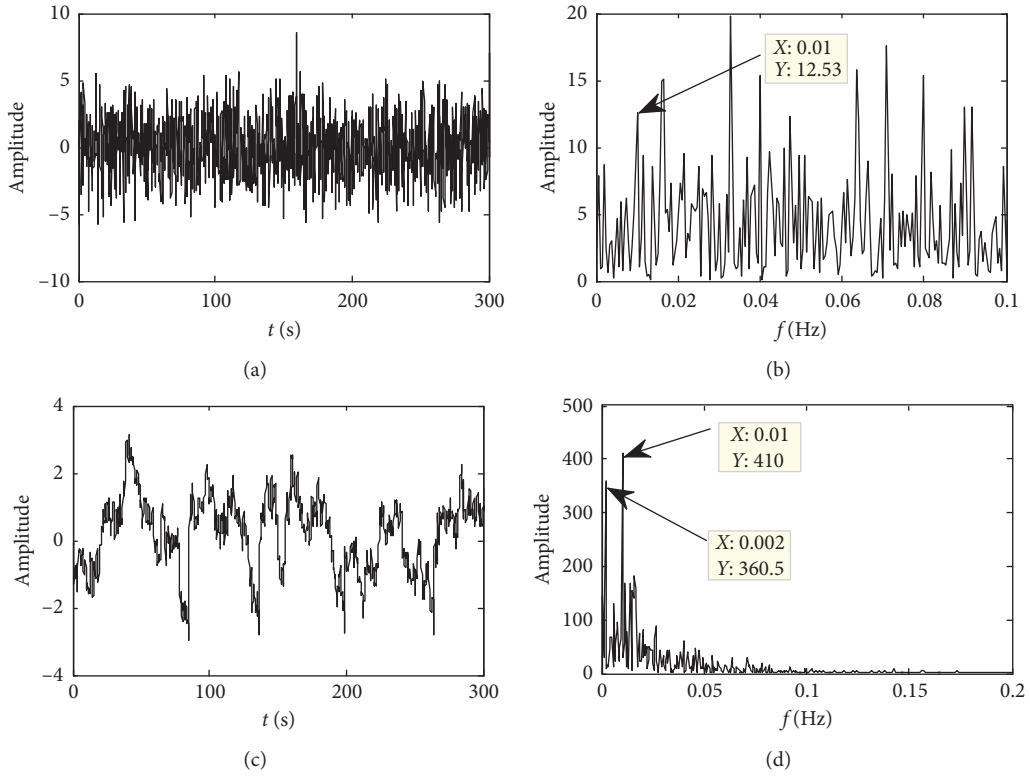 10
5
0
−5
−10
Amplitude
0
100
200
300
t (s)
(a)
20
15
10
5
0
Amplitude
X: 0.01
Y: 12.53
0
0.02
0.04
0.06
0.08
0.1
f (Hz)
(b)
4
2
0
−2
−4
Amplitude
0
100
200
300
t (s)
(c)
500
400
300
200
100
0
Amplitude
X: 0.01
Y: 410
X: 0.002
Y: 360.5
0
0.05
0.1
0.15
0.2
f (Hz)
(d)